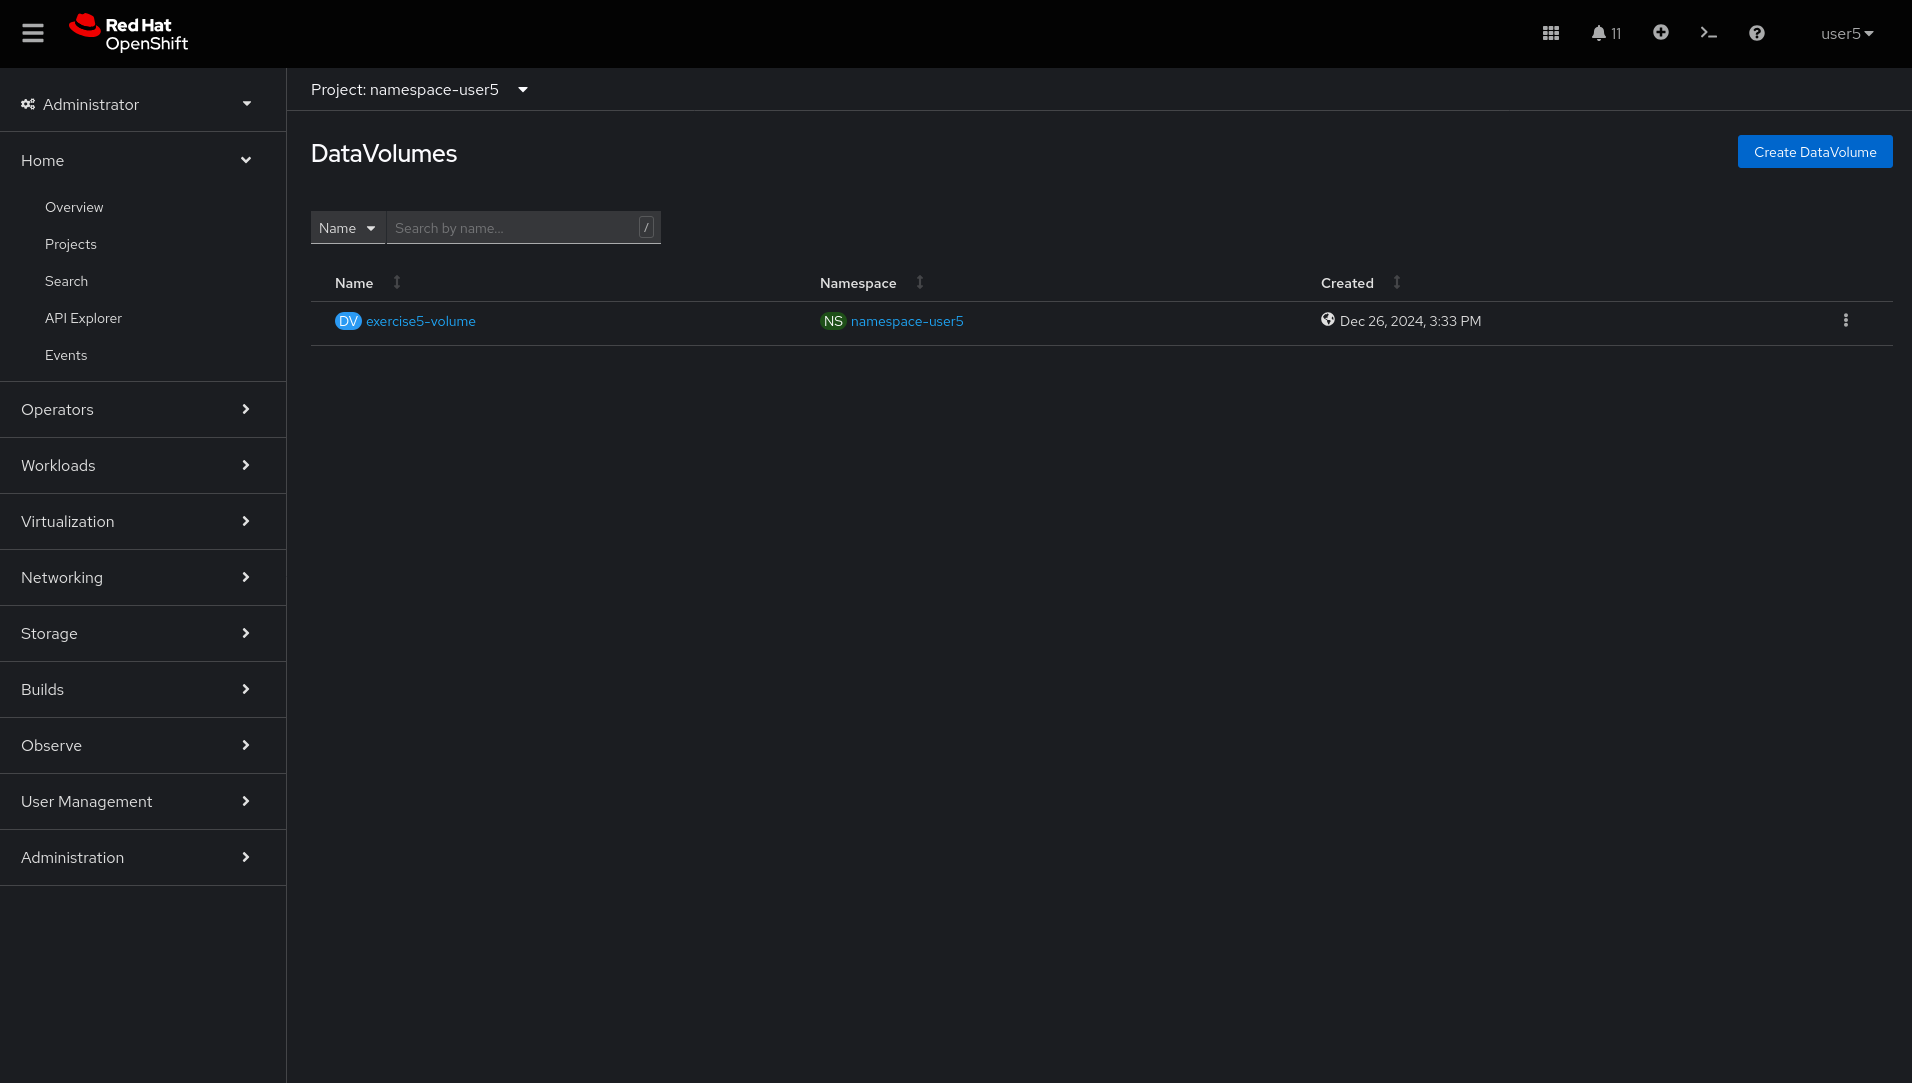 Red Hat
OpenShift
11
user5
Administrator
Home
Overview
Projects
Search
API Explorer
Events
Operators
Workloads
Virtualization
Networking
Storage
Builds
Observe
User Management
Administration
Project: namespace-user5
DataVolumes
Create DataVolume
Name Search by name... /
Name Namespace Created
DV exercise5-volume NS namespace-user5 Dec 26, 2024, 3:33 PM